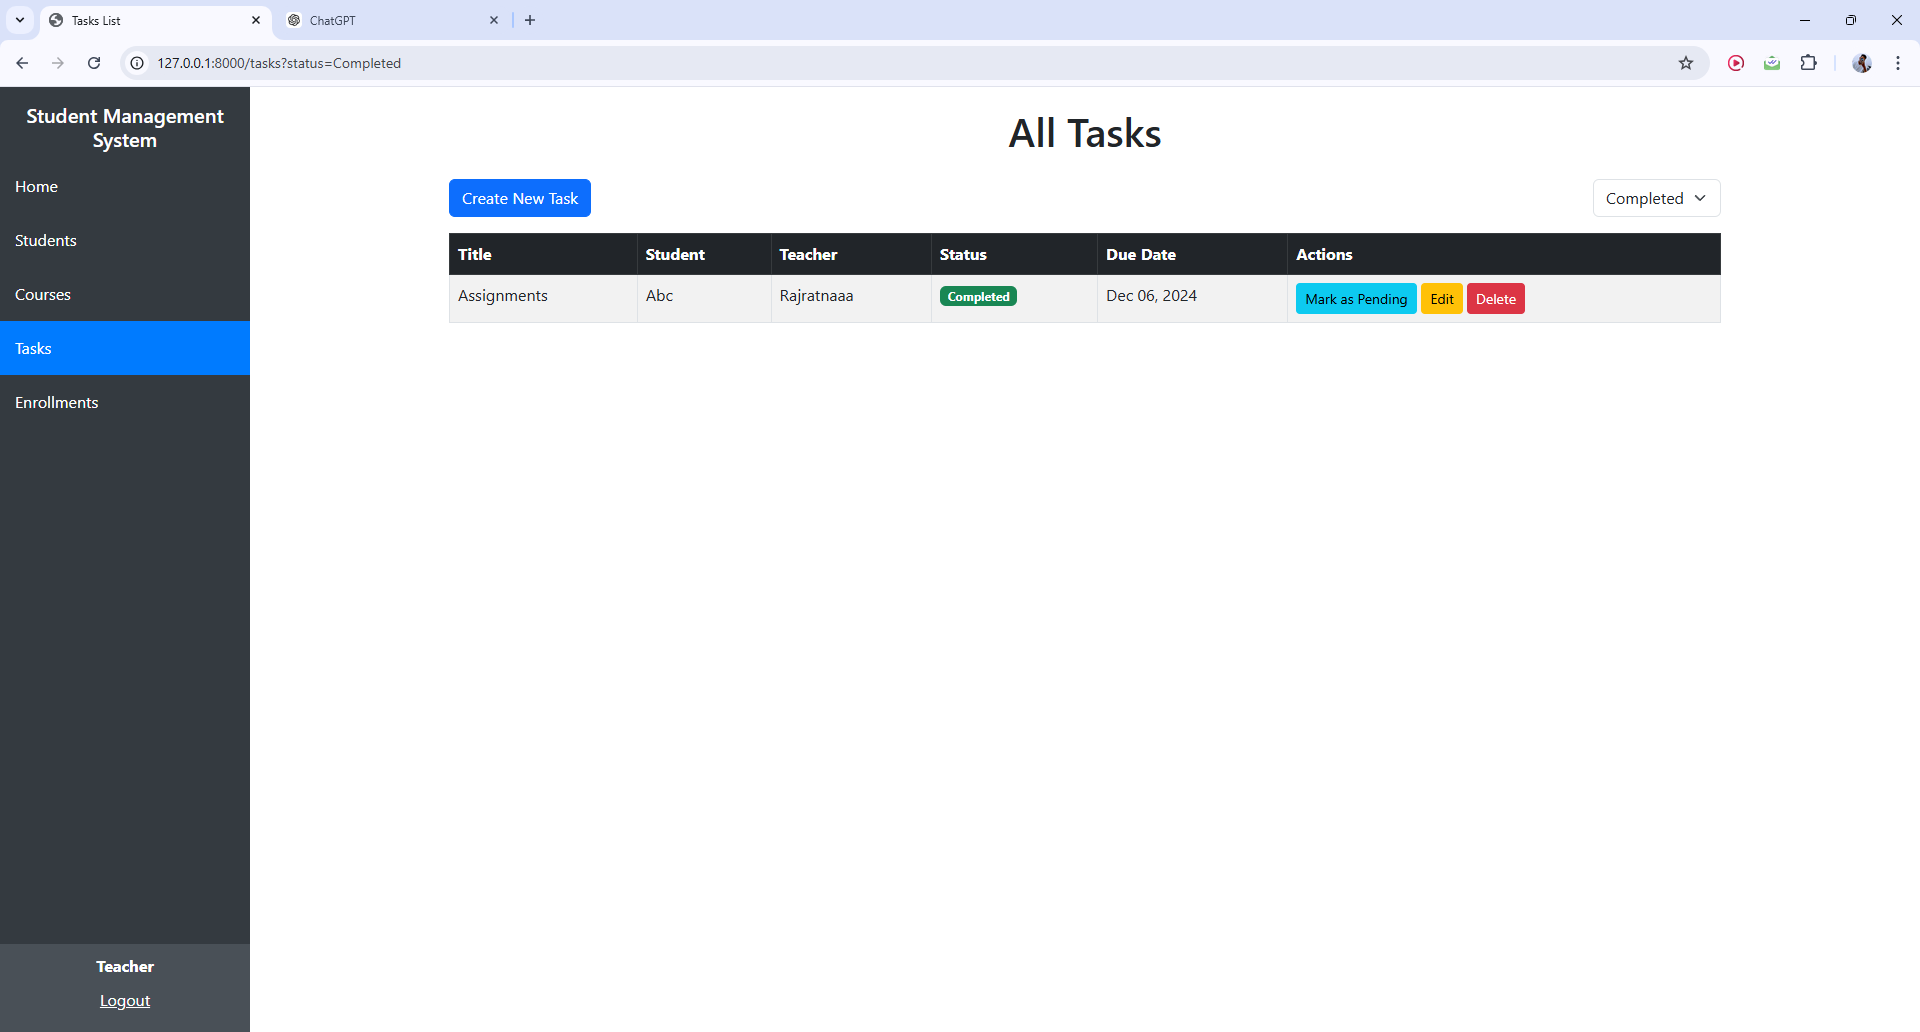 Tasks List
ChatGPT
127.0.0.1:8000/tasks?status=Completed
Student Management
System
Home
Students
Courses
Tasks
Enrollments
Teacher
Logout
All Tasks
Create New Task
Completed
Title Student Teacher Status Due Date Actions
Assignments Abc Rajratnaaa Completed Dec 06, 2024 Mark as Pending Edit Delete